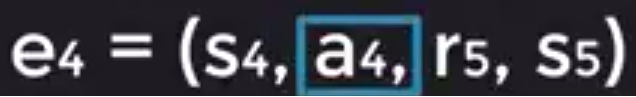 e4 = (s4, a4, r5, s5)